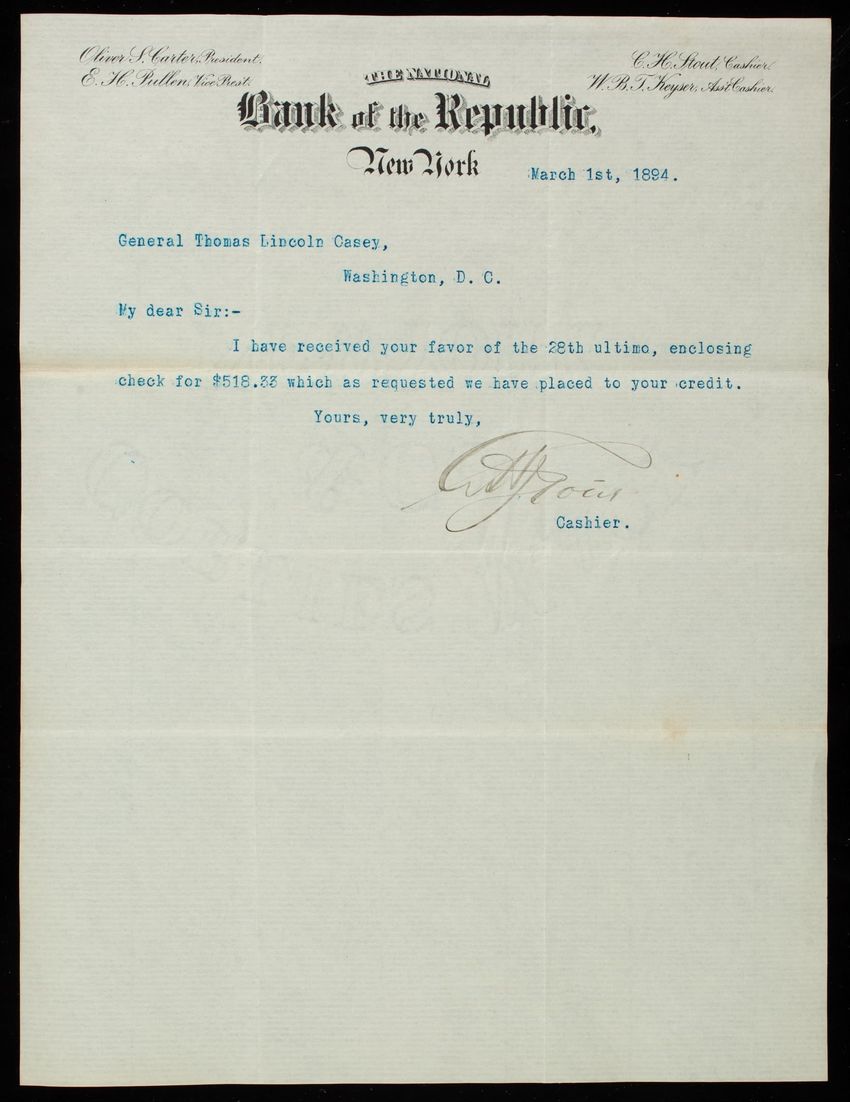 Oliver S. Carter, President.
E. H. Pullen, Vice Prest.
C. H. Stout, Cashier.
W. B. T. Keyser, Asst Cashier.
THE NATIONAL
Bank of the Republic,
New York
March 1st, 1894.
General Thomas Lincoln Casey,
Washington, D. C.
My dear Sir:-
I have received your favor of the 28th ultimo, enclosing
check for $518.33 which as requested we have placed to your credit.
Yours, very truly,
C H Stout
Cashier.